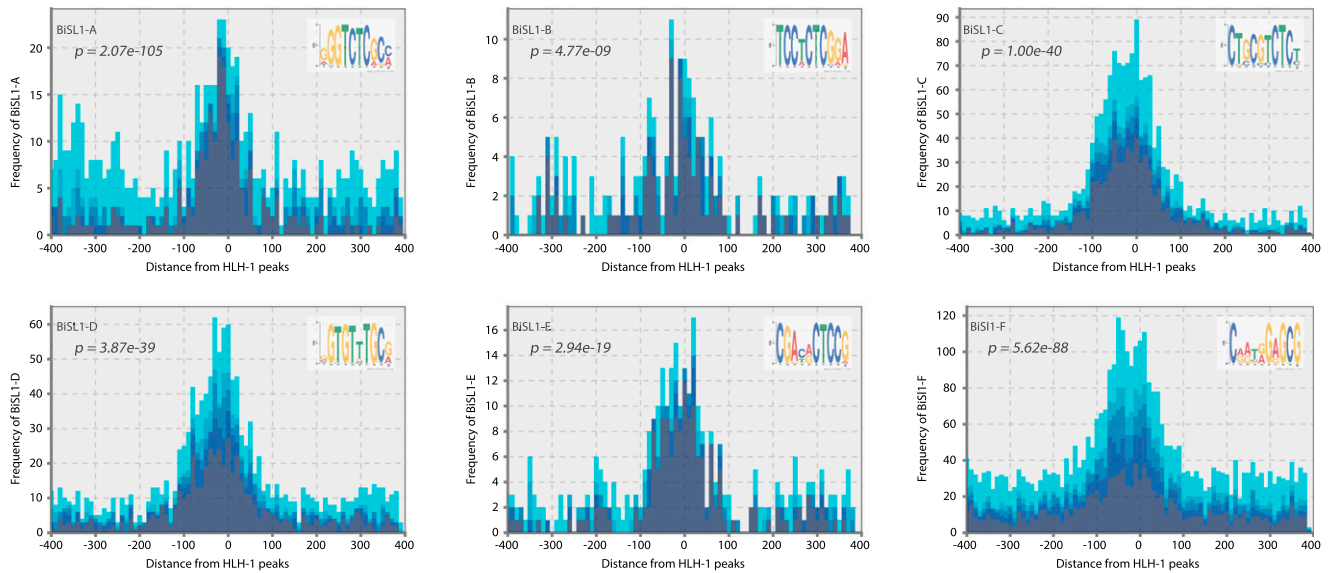 BiSL1-A
p = 2.07e-105
GGGTCTCGCC
Frequency of BiSL1-A
20
15
10
5
0
-400 -300 -200 -100 0 100 200 300 400
Distance from HLH-1 peaks
BiSL1-B
p = 4.77e-09
TCCTCTCGGA
Frequency of BiSL1-B
10
8
6
4
2
0
-400 -300 -200 -100 0 100 200 300 400
Distance from HLH-1 peaks
BiSL1-C
p = 1.00e-40
CTGCGTCTCT
Frequency of BiSL1-C
90
80
70
60
50
40
30
20
10
0
-400 -300 -200 -100 0 100 200 300 400
Distance from HLH-1 peaks
BiSL1-D
p = 3.87e-39
GGTGTTTGCG
Frequency of BiSL1-D
60
50
40
30
20
10
0
-400 -300 -200 -100 0 100 200 300 400
Distance from HLH-1 peaks
BiSL1-E
p = 2.94e-19
CGACACTCCG
Frequency of BiSL1-E
16
14
12
10
8
6
4
2
0
-400 -300 -200 -100 0 100 200 300 400
Distance from HLH-1 peaks
BiSl1-F
p = 5.62e-88
CAATGGAGCG
Frequency of BiSl1-F
120
100
80
60
40
20
0
-400 -300 -200 -100 0 100 200 300 400
Distance from HLH-1 peaks